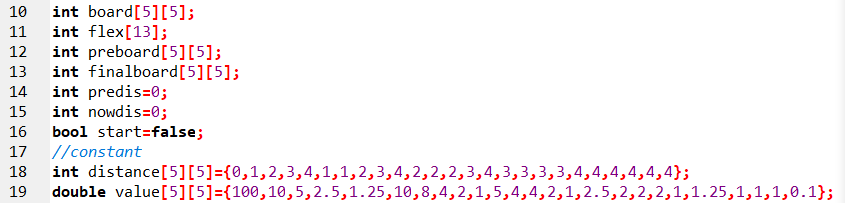 10 int board[5][5];
11 int flex[13];
12 int preboard[5][5];
13 int finalboard[5][5];
14 int predis=0;
15 int nowdis=0;
16 bool start=false;
17 //constant
18 int distance[5][5]={0,1,2,3,4,1,1,2,3,4,2,2,2,3,4,3,3,3,3,4,4,4,4,4,4};
19 double value[5][5]={100,10,5,2.5,1.25,10,8,4,2,1,5,4,4,2,1,2.5,2,2,2,1,1.25,1,1,1,0.1};